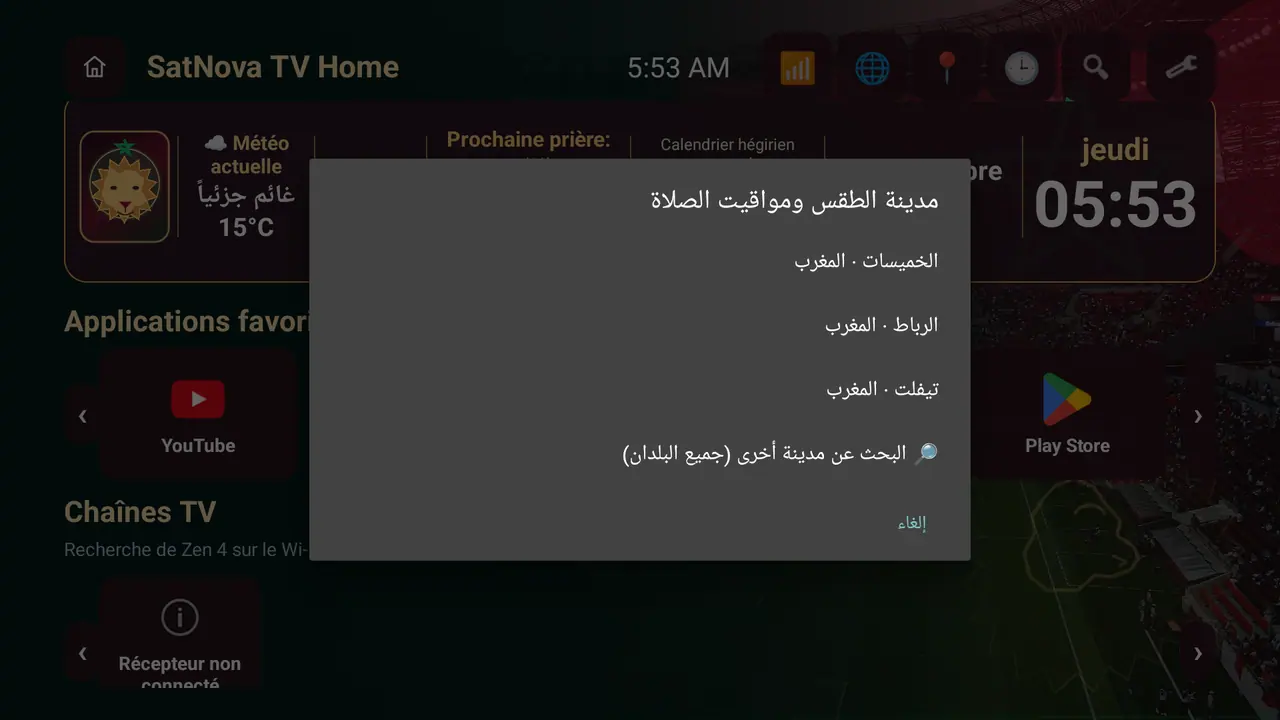 SatNova TV Home
5:53 AM
☁️ Météo
actuelle
غائم جزئياً
15°C
Prochaine prière:
Calendrier hégirien
jeudi
05:53
مدينة الطقس ومواقيت الصلاة
الخميسات · المغرب
الرباط · المغرب
تيفلت · المغرب
🔎 البحث عن مدينة أخرى (جميع البلدان)
إلغاء
Applications favori
‹
YouTube
Play Store
›
Chaînes TV
Recherche de Zen 4 sur le Wi-
‹
Récepteur non
connecté
›